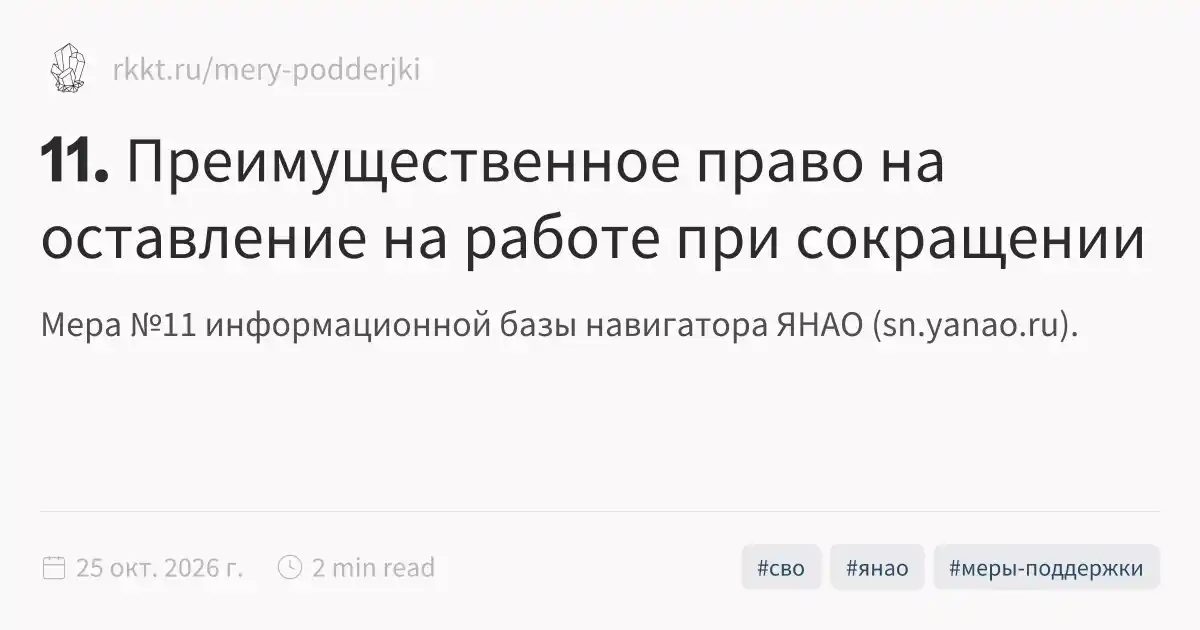 rkkt.ru/mery-podderjki
11. Преимущественное право на
оставление на работе при сокращении
Мера №11 информационной базы навигатора ЯНАО (sn.yanao.ru).
25 окт. 2026 г. 2 min read #сво #янао #меры-поддержки